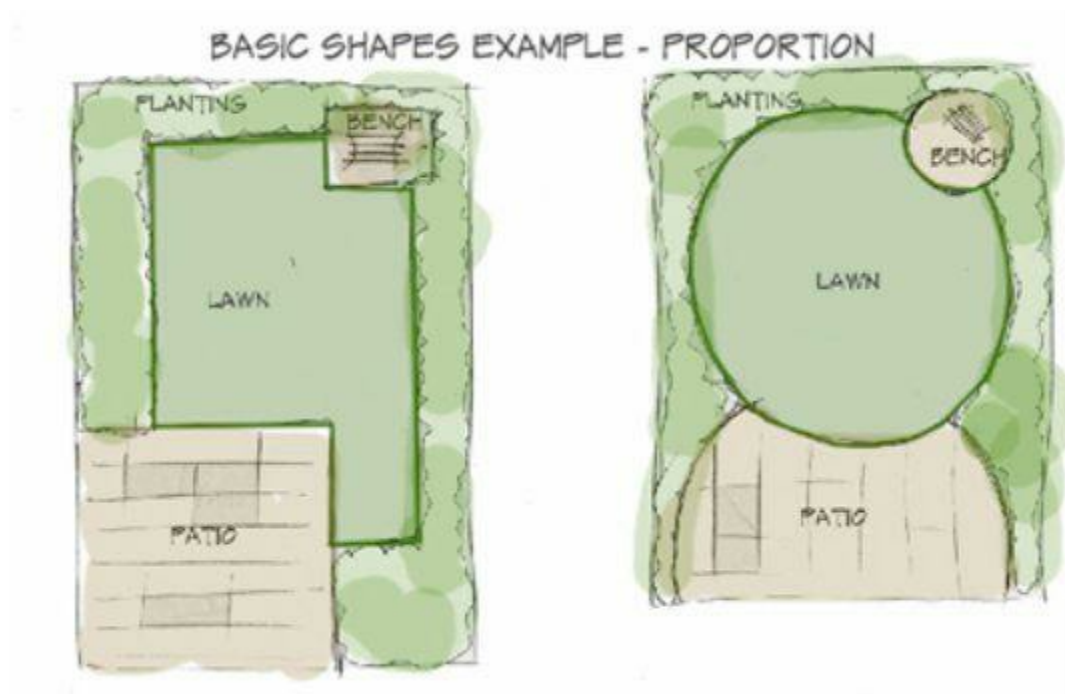 BASIC SHAPES EXAMPLE - PROPORTION
PLANTING
BENCH
LAWN
PATIO
PLANTING
BENCH
LAWN
PATIO